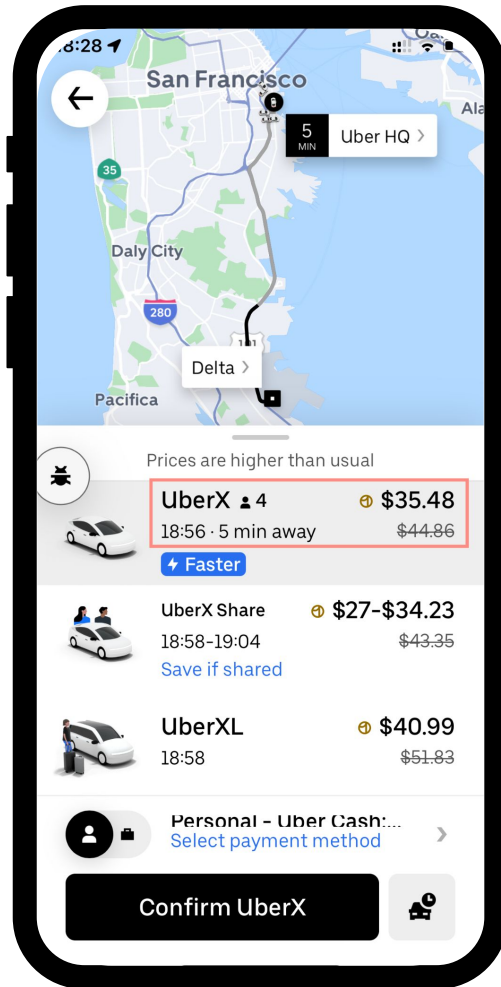 18:28
San Francisco
5
MIN
Uber HQ >
35
Daly City
280
101
Delta >
Pacifica
Prices are higher than usual
UberX 4 $35.48
18:56 · 5 min away $44.86
Faster
UberX Share $27-$34.23
18:58-19:04 $43.35
Save if shared
UberXL $40.99
18:58 $51.83
Personal - Uber Cash:...
Select payment method
Confirm UberX